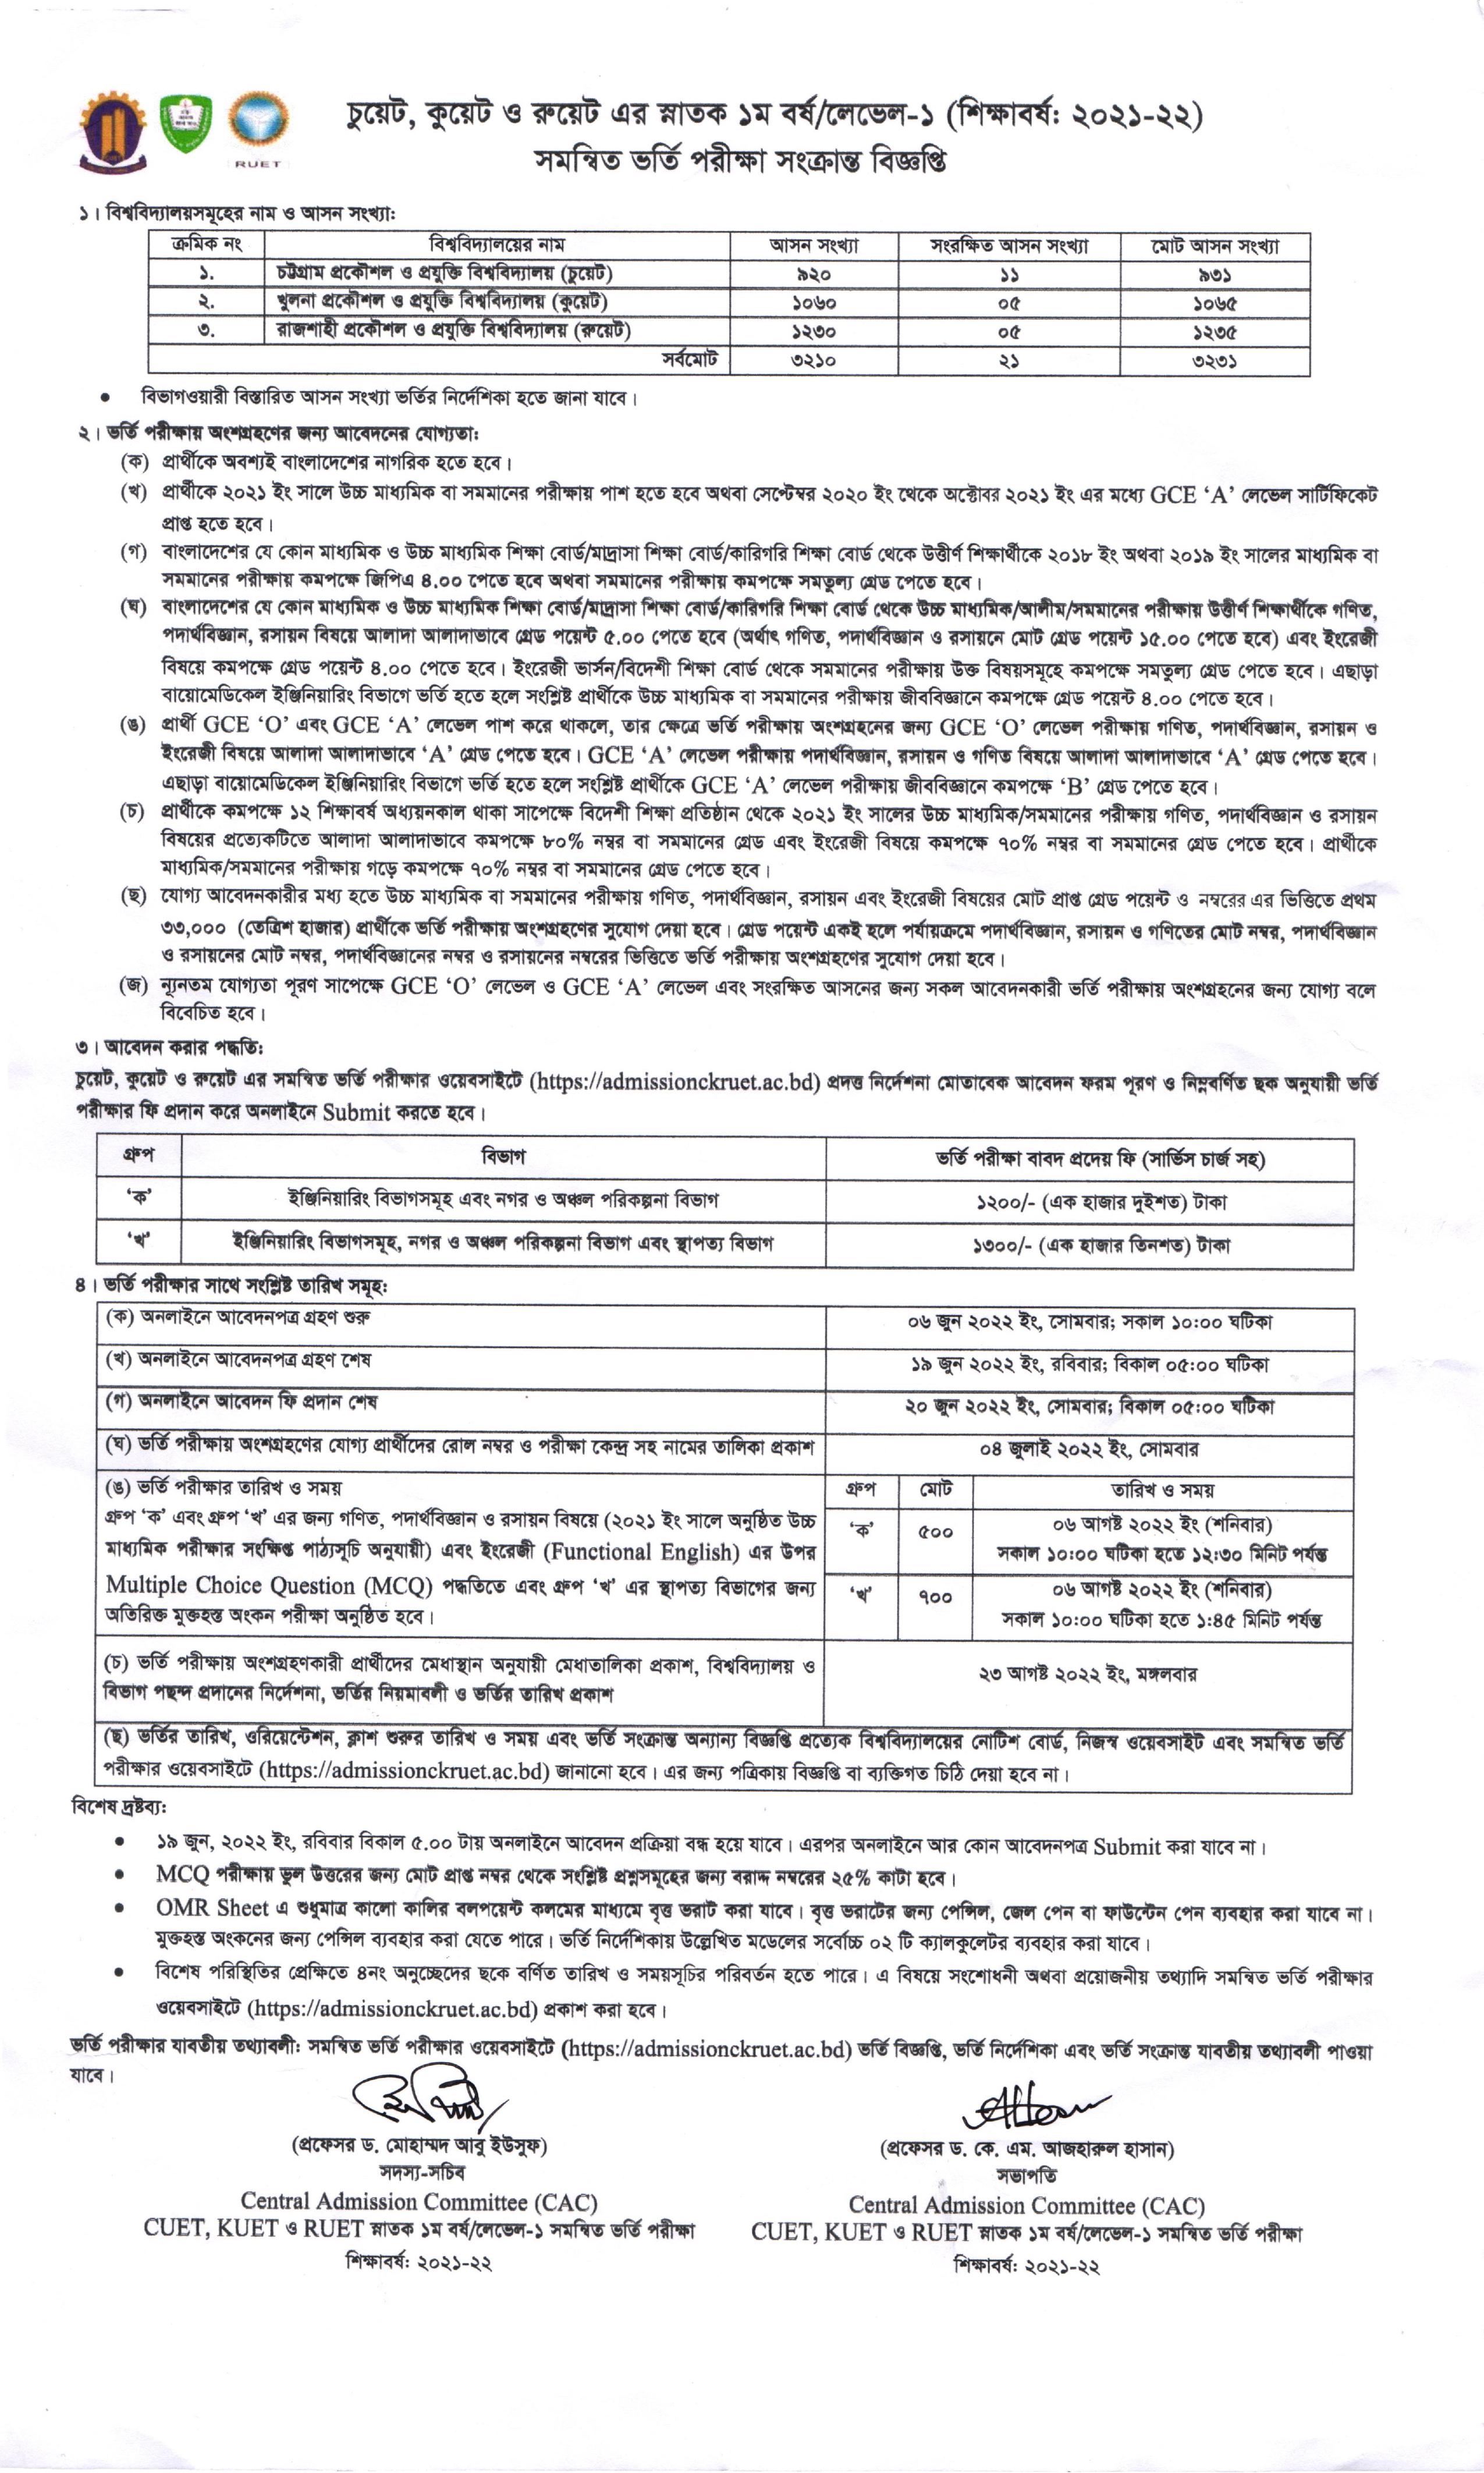 চুয়েট, কুয়েট ও রুয়েট এর স্নাতক ১ম বর্ষ/লেভেল-১ (শিক্ষাবর্ষ: ২০২১-২২)
সমন্বিত ভর্তি পরীক্ষা সংক্রান্ত বিজ্ঞপ্তি
RUET
১। বিশ্ববিদ্যালয়সমূহের নাম ও আসন সংখ্যা:
ক্রমিক নং বিশ্ববিদ্যালয়ের নাম আসন সংখ্যা সংরক্ষিত আসন সংখ্যা মোট আসন সংখ্যা
১. চট্টগ্রাম প্রকৌশল ও প্রযুক্তি বিশ্ববিদ্যালয় (চুয়েট) ৯২০ ১১ ৯৩১
২. খুলনা প্রকৌশল ও প্রযুক্তি বিশ্ববিদ্যালয় (কুয়েট) ১০৬০ ০৫ ১০৬৫
৩. রাজশাহী প্রকৌশল ও প্রযুক্তি বিশ্ববিদ্যালয় (রুয়েট) ১২৩০ ০৫ ১২৩৫
সর্বমোট ৩২১০ ২১ ৩২৩১
• বিভাগওয়ারী বিস্তারিত আসন সংখ্যা ভর্তির নির্দেশিকা হতে জানা যাবে।
২। ভর্তি পরীক্ষায় অংশগ্রহণের জন্য আবেদনের যোগ্যতা:
(ক) প্রার্থীকে অবশ্যই বাংলাদেশের নাগরিক হতে হবে।
(খ) প্রার্থীকে ২০২১ ইং সালে উচ্চ মাধ্যমিক বা সমমানের পরীক্ষায় পাশ হতে হবে অথবা সেপ্টেম্বর ২০২০ ইং থেকে অক্টোবর ২০২১ ইং এর মধ্যে GCE ‘A’ লেভেল সার্টিফিকেট
প্রাপ্ত হতে হবে।
(গ) বাংলাদেশের যে কোন মাধ্যমিক ও উচ্চ মাধ্যমিক শিক্ষা বোর্ড/মাদ্রাসা শিক্ষা বোর্ড/কারিগরি শিক্ষা বোর্ড থেকে উত্তীর্ণ শিক্ষার্থীকে ২০১৮ ইং অথবা ২০১৯ ইং সালের মাধ্যমিক বা
সমমানের পরীক্ষায় কমপক্ষে জিপিএ ৪.০০ পেতে হবে অথবা সমমানের পরীক্ষায় কমপক্ষে সমতুল্য গ্রেড পেতে হবে।
(ঘ) বাংলাদেশের যে কোন মাধ্যমিক ও উচ্চ মাধ্যমিক শিক্ষা বোর্ড/মাদ্রাসা শিক্ষা বোর্ড/কারিগরি শিক্ষা বোর্ড থেকে উচ্চ মাধ্যমিক/আলীম/সমমানের পরীক্ষায় উত্তীর্ণ শিক্ষার্থীকে গণিত,
পদার্থবিজ্ঞান, রসায়ন বিষয়ে আলাদা আলাদাভাবে গ্রেড পয়েন্ট ৫.০০ পেতে হবে (অর্থাৎ গণিত, পদার্থবিজ্ঞান ও রসায়নে মোট গ্রেড পয়েন্ট ১৫.০০ পেতে হবে) এবং ইংরেজী
বিষয়ে কমপক্ষে গ্রেড পয়েন্ট ৪.০০ পেতে হবে। ইংরেজী ভার্সন/বিদেশী শিক্ষা বোর্ড থেকে সমমানের পরীক্ষায় উক্ত বিষয়সমূহে কমপক্ষে সমতুল্য গ্রেড পেতে হবে। এছাড়া
বায়োমেডিকেল ইঞ্জিনিয়ারিং বিভাগে ভর্তি হতে হলে সংশ্লিষ্ট প্রার্থীকে উচ্চ মাধ্যমিক বা সমমানের পরীক্ষায় জীববিজ্ঞানে কমপক্ষে গ্রেড পয়েন্ট ৪.০০ পেতে হবে।
(ঙ) প্রার্থী GCE ‘O’ এবং GCE ‘A’ লেভেল পাশ করে থাকলে, তার ক্ষেত্রে ভর্তি পরীক্ষায় অংশগ্রহনের জন্য GCE ‘O’ লেভেল পরীক্ষায় গণিত, পদার্থবিজ্ঞান, রসায়ন ও
ইংরেজী বিষয়ে আলাদা আলাদাভাবে ‘A’ গ্রেড পেতে হবে। GCE ‘A’ লেভেল পরীক্ষায় পদার্থবিজ্ঞান, রসায়ন ও গণিত বিষয়ে আলাদা আলাদাভাবে ‘A’ গ্রেড পেতে হবে।
এছাড়া বায়োমেডিকেল ইঞ্জিনিয়ারিং বিভাগে ভর্তি হতে হলে সংশ্লিষ্ট প্রার্থীকে GCE ‘A’ লেভেল পরীক্ষায় জীববিজ্ঞানে কমপক্ষে ‘B’ গ্রেড পেতে হবে।
(চ) প্রার্থীকে কমপক্ষে ১২ শিক্ষাবর্ষ অধ্যয়নকাল থাকা সাপেক্ষে বিদেশী শিক্ষা প্রতিষ্ঠান থেকে ২০২১ ইং সালের উচ্চ মাধ্যমিক/সমমানের পরীক্ষায় গণিত, পদার্থবিজ্ঞান ও রসায়ন
বিষয়ের প্রত্যেকটিতে আলাদা আলাদাভাবে কমপক্ষে ৮০% নম্বর বা সমমানের গ্রেড এবং ইংরেজী বিষয়ে কমপক্ষে ৭০% নম্বর বা সমমানের গ্রেড পেতে হবে। প্রার্থীকে
মাধ্যমিক/সমমানের পরীক্ষায় গড়ে কমপক্ষে ৭০% নম্বর বা সমমানের গ্রেড পেতে হবে।
(ছ) যোগ্য আবেদনকারীর মধ্য হতে উচ্চ মাধ্যমিক বা সমমানের পরীক্ষায় গণিত, পদার্থবিজ্ঞান, রসায়ন এবং ইংরেজী বিষয়ের মোট প্রাপ্ত গ্রেড পয়েন্ট ও নম্বরের এর ভিত্তিতে প্রথম
৩৩,০০০ (তেত্রিশ হাজার) প্রার্থীকে ভর্তি পরীক্ষায় অংশগ্রহণের সুযোগ দেয়া হবে। গ্রেড পয়েন্ট একই হলে পর্যায়ক্রমে পদার্থবিজ্ঞান, রসায়ন ও গণিতের মোট নম্বর, পদার্থবিজ্ঞান
ও রসায়নের মোট নম্বর, পদার্থবিজ্ঞানের নম্বর ও রসায়নের নম্বরের ভিত্তিতে ভর্তি পরীক্ষায় অংশগ্রহণের সুযোগ দেয়া হবে।
(জ) ন্যূনতম যোগ্যতা পূরণ সাপেক্ষে GCE ‘O’ লেভেল ও GCE ‘A’ লেভেল এবং সংরক্ষিত আসনের জন্য সকল আবেদনকারী ভর্তি পরীক্ষায় অংশগ্রহনের জন্য যোগ্য বলে
বিবেচিত হবে।
৩। আবেদন করার পদ্ধতি:
চুয়েট, কুয়েট ও রুয়েট এর সমন্বিত ভর্তি পরীক্ষার ওয়েবসাইটে (https://admissionckruet.ac.bd) প্রদত্ত নির্দেশনা মোতাবেক আবেদন ফরম পূরণ ও নিম্নবর্ণিত ছক অনুযায়ী ভর্তি
পরীক্ষার ফি প্রদান করে অনলাইনে Submit করতে হবে।
গ্রুপ বিভাগ ভর্তি পরীক্ষা বাবদ প্রদেয় ফি (সার্ভিস চার্জ সহ)
‘ক’ ইঞ্জিনিয়ারিং বিভাগসমূহ এবং নগর ও অঞ্চল পরিকল্পনা বিভাগ ১২০০/- (এক হাজার দুইশত) টাকা
‘খ’ ইঞ্জিনিয়ারিং বিভাগসমূহ, নগর ও অঞ্চল পরিকল্পনা বিভাগ এবং স্থাপত্য বিভাগ ১৩০০/- (এক হাজার তিনশত) টাকা
৪। ভর্তি পরীক্ষার সাথে সংশ্লিষ্ট তারিখ সমূহ:
(ক) অনলাইনে আবেদনপত্র গ্রহণ শুরু ০৬ জুন ২০২২ ইং, সোমবার; সকাল ১০:০০ ঘটিকা
(খ) অনলাইনে আবেদনপত্র গ্রহণ শেষ ১৯ জুন ২০২২ ইং, রবিবার; বিকাল ০৫:০০ ঘটিকা
(গ) অনলাইনে আবেদন ফি প্রদান শেষ ২০ জুন ২০২২ ইং, সোমবার; বিকাল ০৫:০০ ঘটিকা
(ঘ) ভর্তি পরীক্ষায় অংশগ্রহণের যোগ্য প্রার্থীদের রোল নম্বর ও পরীক্ষা কেন্দ্র সহ নামের তালিকা প্রকাশ ০৪ জুলাই ২০২২ ইং, সোমবার
(ঙ) ভর্তি পরীক্ষার তারিখ ও সময়
গ্রুপ ‘ক’ এবং গ্রুপ ‘খ’ এর জন্য গণিত, পদার্থবিজ্ঞান ও রসায়ন বিষয়ে (২০২১ ইং সালে অনুষ্ঠিত উচ্চ
মাধ্যমিক পরীক্ষার সংক্ষিপ্ত পাঠ্যসূচি অনুযায়ী) এবং ইংরেজী (Functional English) এর উপর
Multiple Choice Question (MCQ) পদ্ধতিতে এবং গ্রুপ ‘খ’ এর স্থাপত্য বিভাগের জন্য
অতিরিক্ত মুক্তহস্ত অংকন পরীক্ষা অনুষ্ঠিত হবে।
গ্রুপ মোট তারিখ ও সময়
‘ক’ ৫০০ ০৬ আগষ্ট ২০২২ ইং (শনিবার)
সকাল ১০:০০ ঘটিকা হতে ১২:৩০ মিনিট পর্যন্ত
‘খ’ ৭০০ ০৬ আগষ্ট ২০২২ ইং (শনিবার)
সকাল ১০:০০ ঘটিকা হতে ১:৪৫ মিনিট পর্যন্ত
(চ) ভর্তি পরীক্ষায় অংশগ্রহণকারী প্রার্থীদের মেধাস্থান অনুযায়ী মেধাতালিকা প্রকাশ, বিশ্ববিদ্যালয় ও
বিভাগ পছন্দ প্রদানের নির্দেশনা, ভর্তির নিয়মাবলী ও ভর্তির তারিখ প্রকাশ
২৩ আগষ্ট ২০২২ ইং, মঙ্গলবার
(ছ) ভর্তির তারিখ, ওরিয়েন্টেশন, ক্লাশ শুরুর তারিখ ও সময় এবং ভর্তি সংক্রান্ত অন্যান্য বিজ্ঞপ্তি প্রত্যেক বিশ্ববিদ্যালয়ের নোটিশ বোর্ড, নিজস্ব ওয়েবসাইট এবং সমন্বিত ভর্তি
পরীক্ষার ওয়েবসাইটে (https://admissionckruet.ac.bd) জানানো হবে। এর জন্য পত্রিকায় বিজ্ঞপ্তি বা ব্যক্তিগত চিঠি দেয়া হবে না।
বিশেষ দ্রষ্টব্য:
• ১৯ জুন, ২০২২ ইং, রবিবার বিকাল ৫.০০ টায় অনলাইনে আবেদন প্রক্রিয়া বন্ধ হয়ে যাবে। এরপর অনলাইনে আর কোন আবেদনপত্র Submit করা যাবে না।
• MCQ পরীক্ষায় ভুল উত্তরের জন্য মোট প্রাপ্ত নম্বর থেকে সংশ্লিষ্ট প্রশ্নসমূহের জন্য বরাদ্দ নম্বরের ২৫% কাটা হবে।
• OMR Sheet এ শুধুমাত্র কালো কালির বলপয়েন্ট কলমের মাধ্যমে বৃত্ত ভরাট করা যাবে। বৃত্ত ভরাটের জন্য পেন্সিল, জেল পেন বা ফাউন্টেন পেন ব্যবহার করা যাবে না।
মুক্তহস্ত অংকনের জন্য পেন্সিল ব্যবহার করা যেতে পারে। ভর্তি নির্দেশিকায় উল্লেখিত মডেলের সর্বোচ্চ ০২ টি ক্যালকুলেটর ব্যবহার করা যাবে।
• বিশেষ পরিস্থিতির প্রেক্ষিতে ৪নং অনুচ্ছেদের ছকে বর্ণিত তারিখ ও সময়সূচির পরিবর্তন হতে পারে। এ বিষয়ে সংশোধনী অথবা প্রয়োজনীয় তথ্যাদি সমন্বিত ভর্তি পরীক্ষার
ওয়েবসাইটে (https://admissionckruet.ac.bd) প্রকাশ করা হবে।
ভর্তি পরীক্ষার যাবতীয় তথ্যাবলী: সমন্বিত ভর্তি পরীক্ষার ওয়েবসাইটে (https://admissionckruet.ac.bd) ভর্তি বিজ্ঞপ্তি, ভর্তি নির্দেশিকা এবং ভর্তি সংক্রান্ত যাবতীয় তথ্যাবলী পাওয়া
যাবে।
(প্রফেসর ড. মোহাম্মদ আবু ইউসুফ)
সদস্য-সচিব
Central Admission Committee (CAC)
CUET, KUET ও RUET স্নাতক ১ম বর্ষ/লেভেল-১ সমন্বিত ভর্তি পরীক্ষা
শিক্ষাবর্ষ: ২০২১-২২
(প্রফেসর ড. কে. এম. আজহারুল হাসান)
সভাপতি
Central Admission Committee (CAC)
CUET, KUET ও RUET স্নাতক ১ম বর্ষ/লেভেল-১ সমন্বিত ভর্তি পরীক্ষা
শিক্ষাবর্ষ: ২০২১-২২